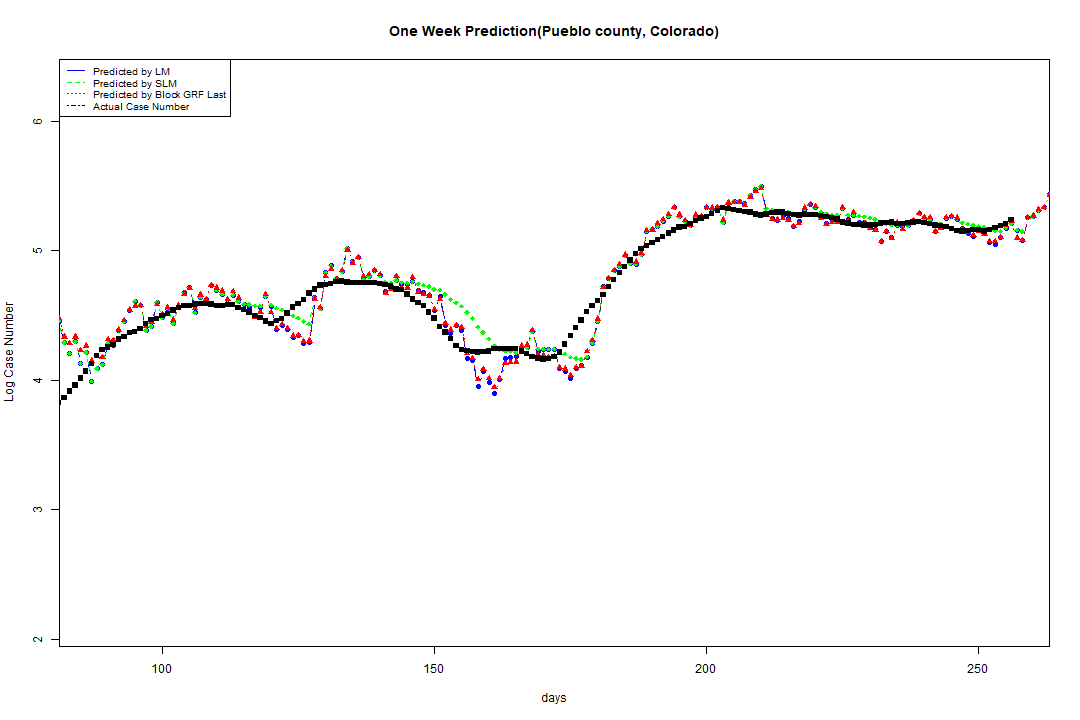 One Week Prediction(Pueblo county, Colorado)
Predicted by LM
Predicted by SLM
Predicted by Block GRF Last
Actual Case Number
6
5
4
3
2
Log Case Number
100
150
200
250
days